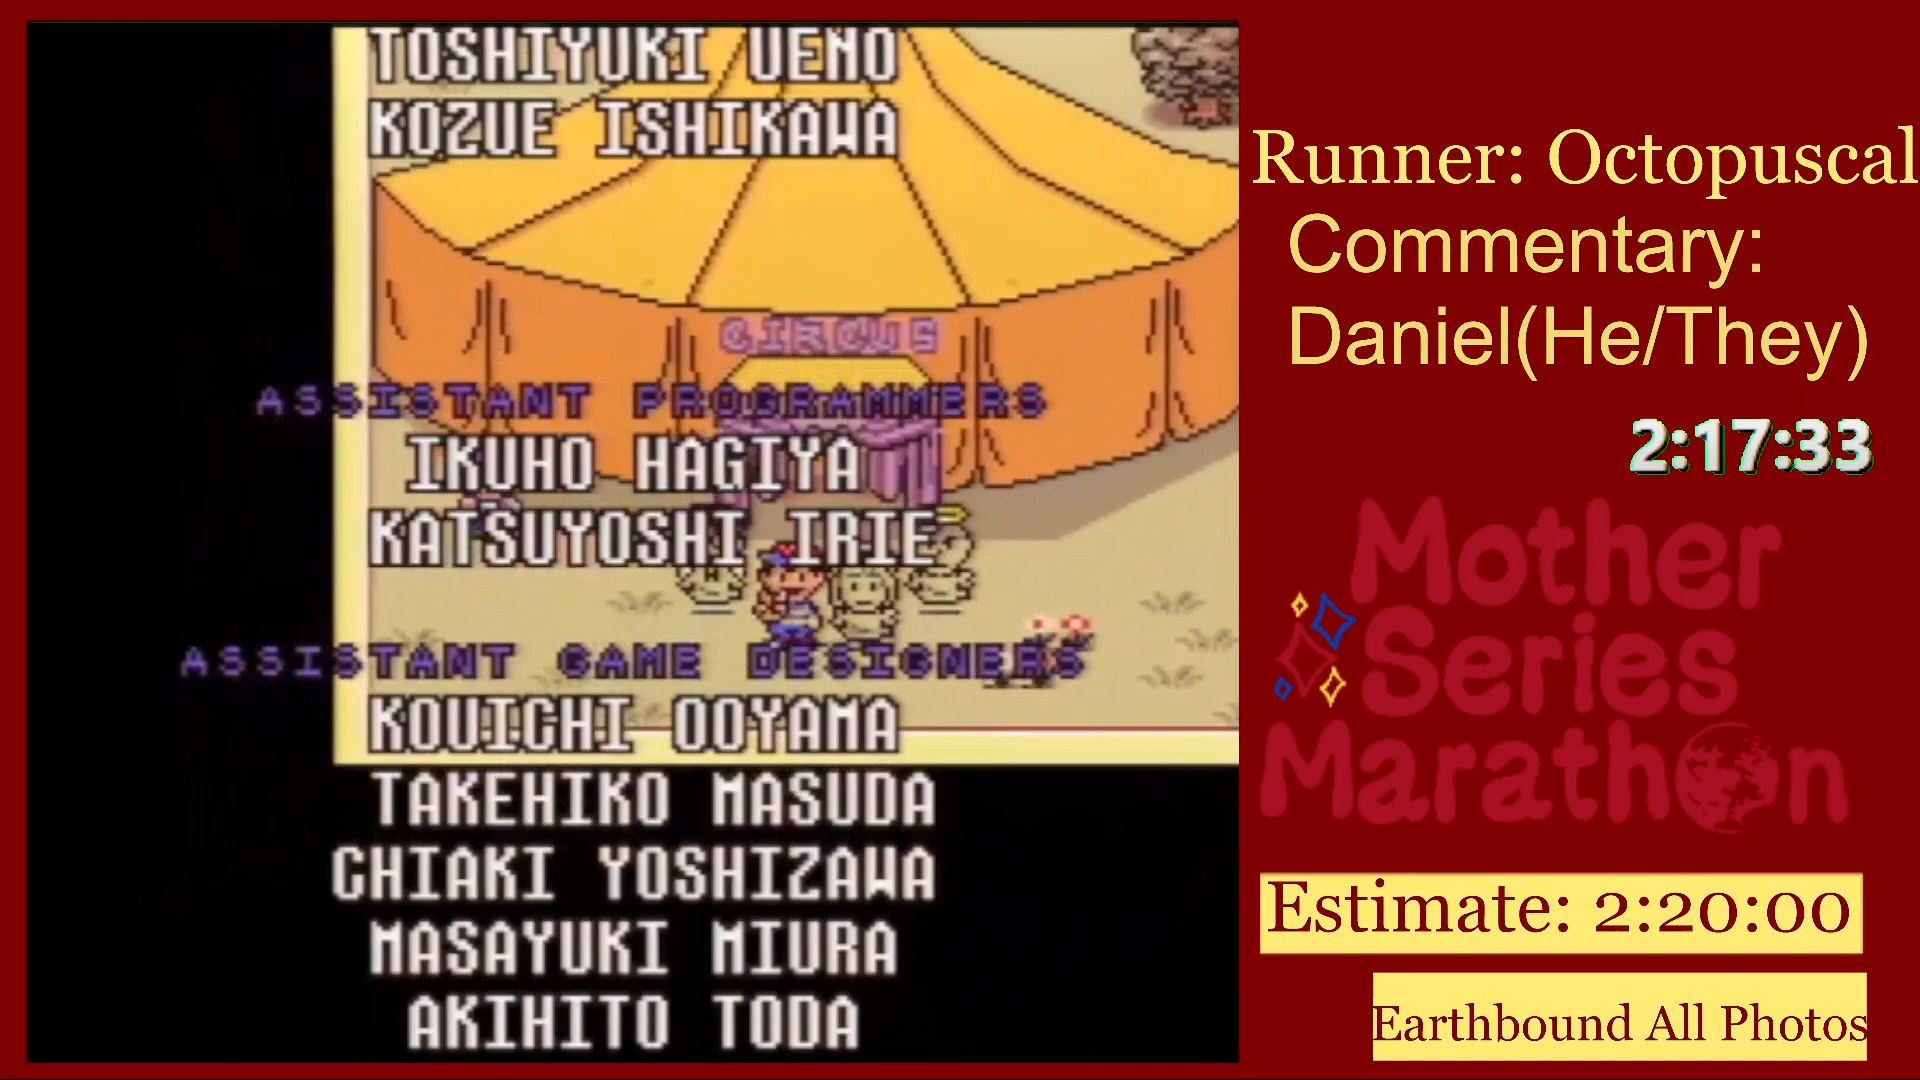 TOSHIYUKI UENO
KOZUE ISHIKAWA
CIRCUS
ASSISTANT PROGRAMMERS
IKUHO HAGIYA
KATSUYOSHI IRIE
ASSISTANT GAME DESIGNERS
KOUICHI OOYAMA
TAKEHIKO MASUDA
CHIAKI YOSHIZAWA
MASAYUKI MIURA
AKIHITO TODA
Runner: Octopuscal
Commentary:
Daniel(He/They)
2:17:33
Mother
Series
Marathon
Estimate: 2:20:00
Earthbound All Photos